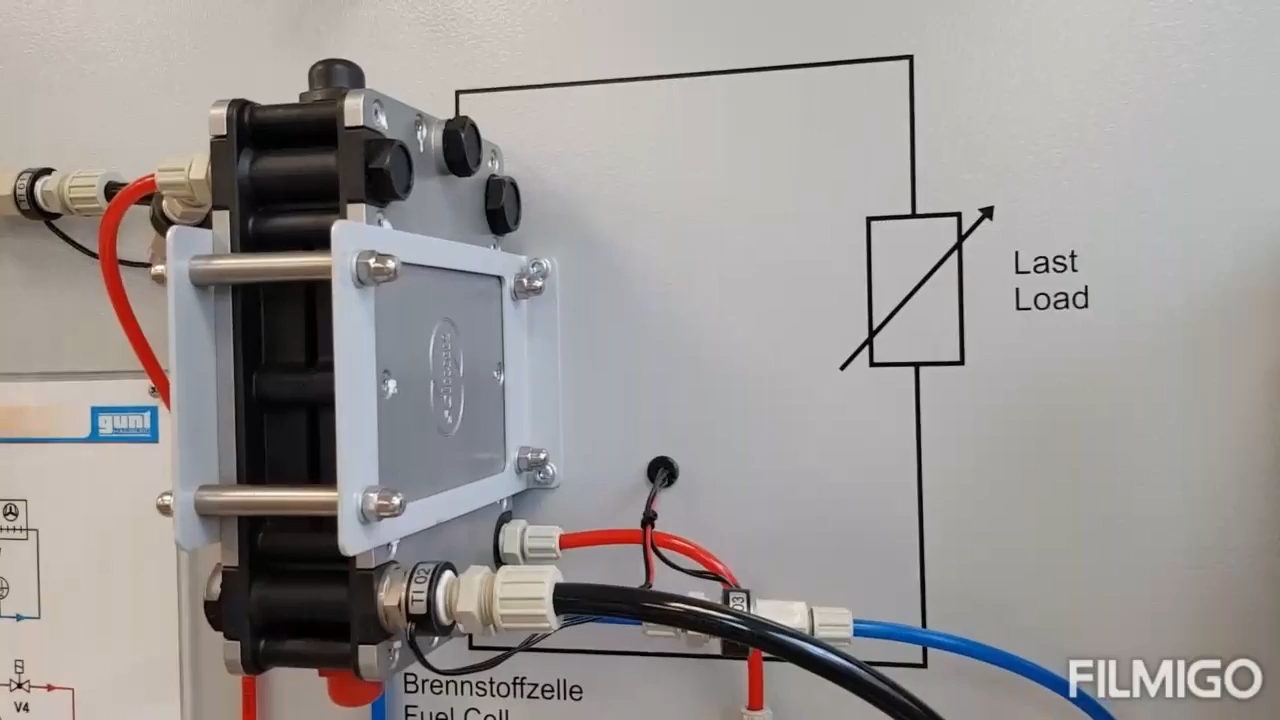 TI 01
Last
Load
gunt
TI 02
03
V4
Brennstoffzelle
Fuel Cell
FILMIGO